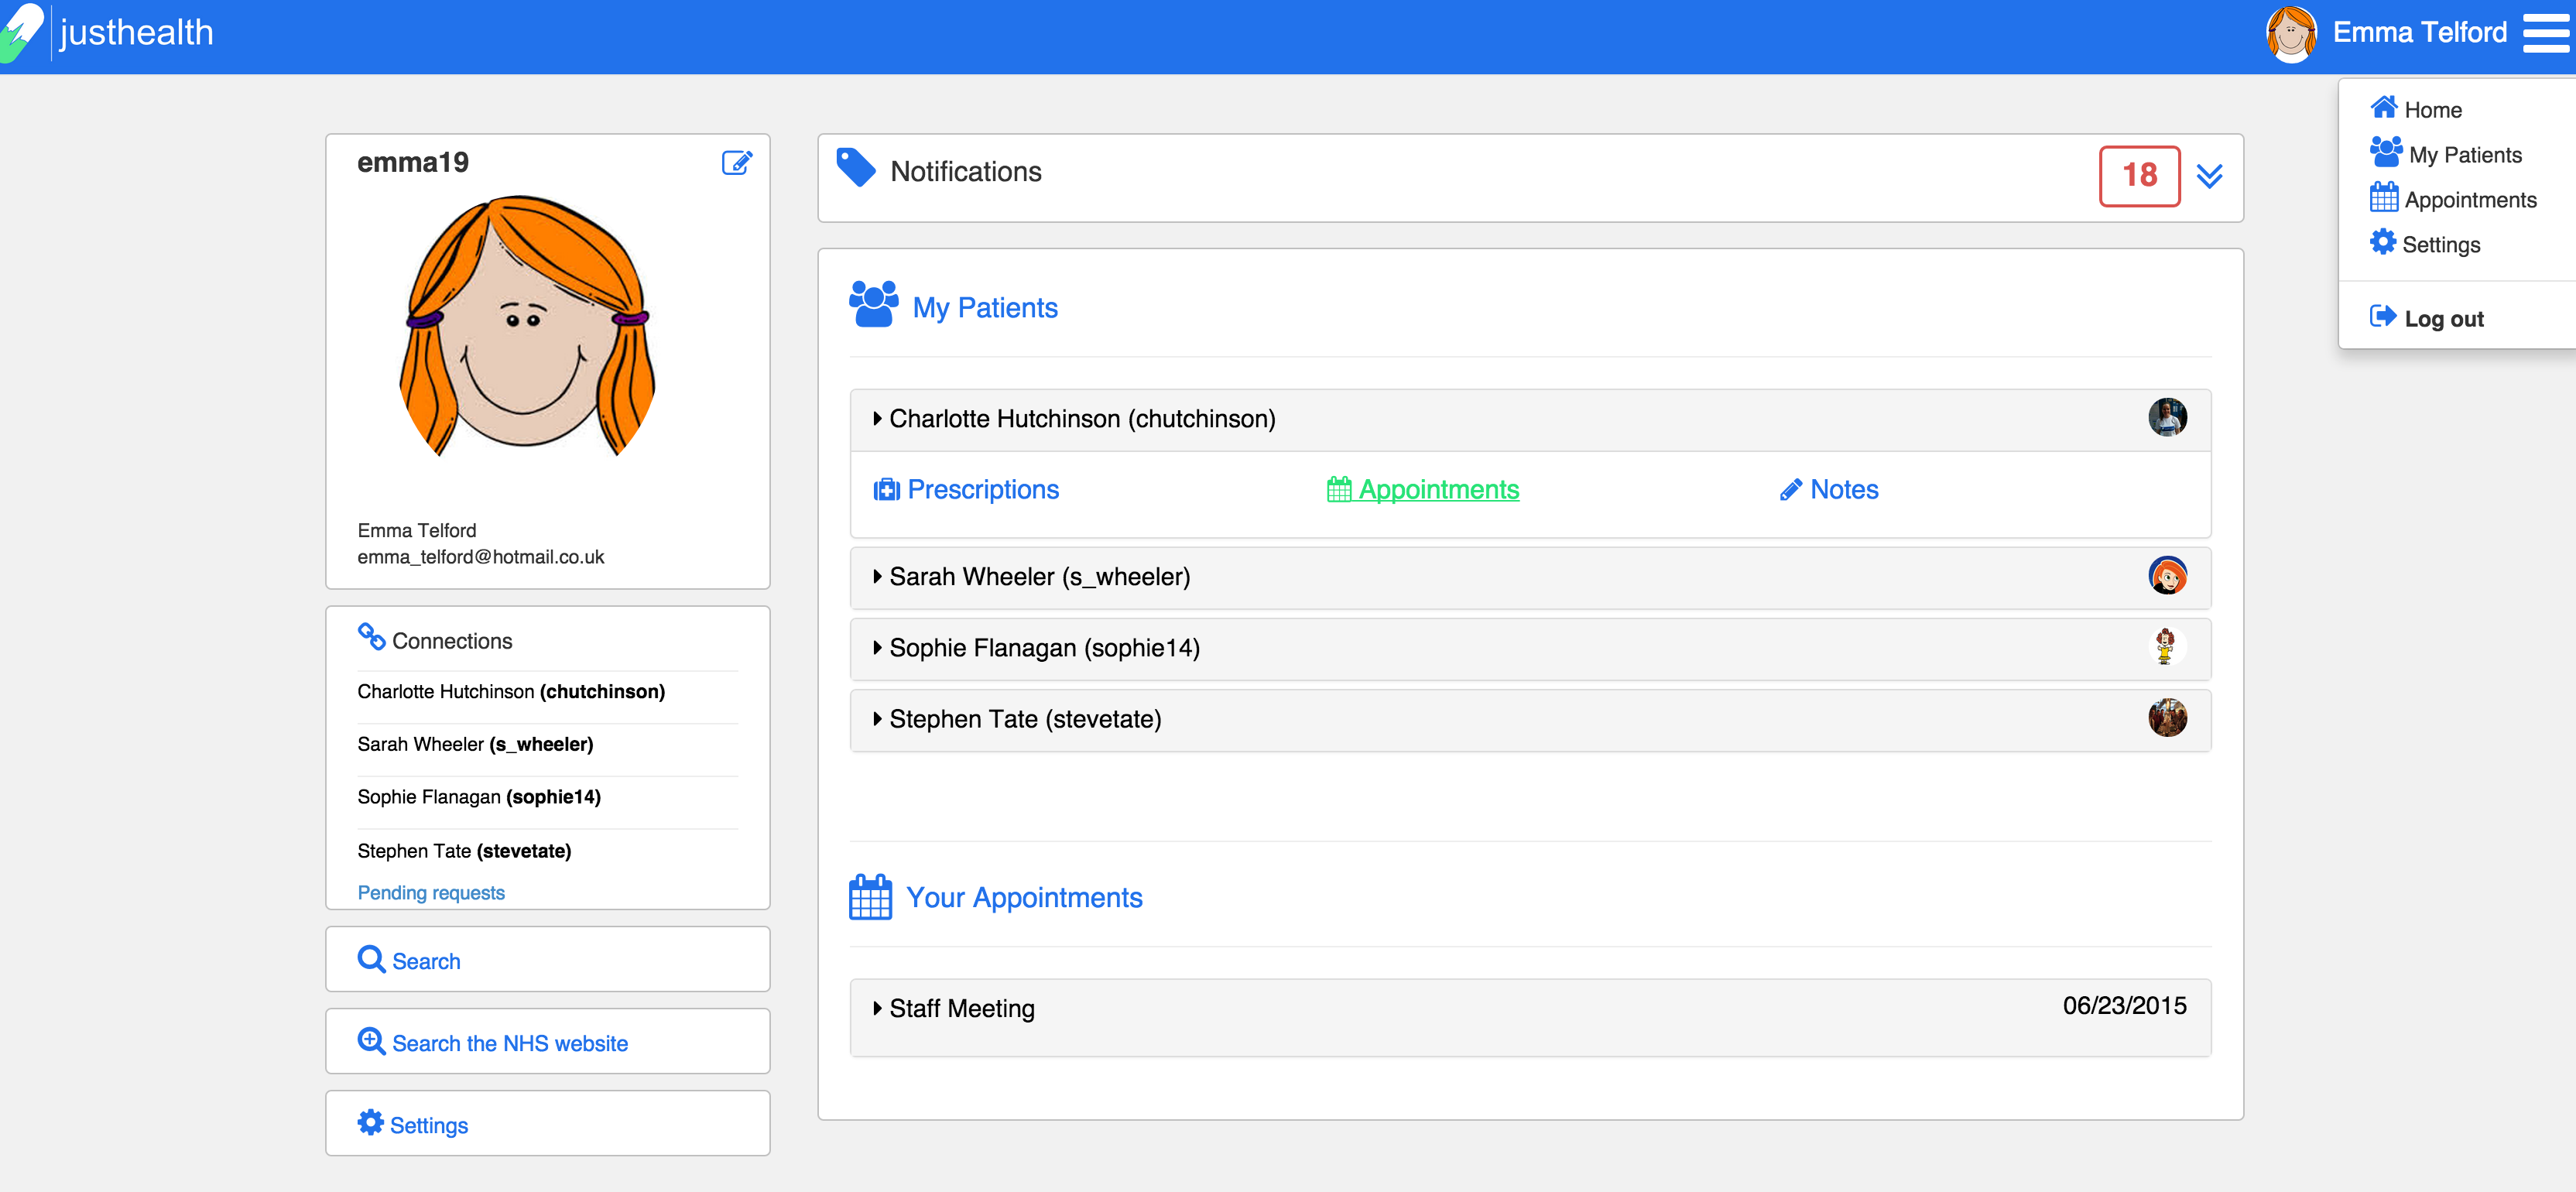 justhealth
Emma Telford
Home
My Patients
Appointments
Settings
Log out
emma19
Emma Telford
emma_telford@hotmail.co.uk
Connections
Charlotte Hutchinson (chutchinson)
Sarah Wheeler (s_wheeler)
Sophie Flanagan (sophie14)
Stephen Tate (stevetate)
Pending requests
Search
Search the NHS website
Settings
Notifications
18
My Patients
Charlotte Hutchinson (chutchinson)
Prescriptions Appointments Notes
Sarah Wheeler (s_wheeler)
Sophie Flanagan (sophie14)
Stephen Tate (stevetate)
Your Appointments
Staff Meeting 06/23/2015